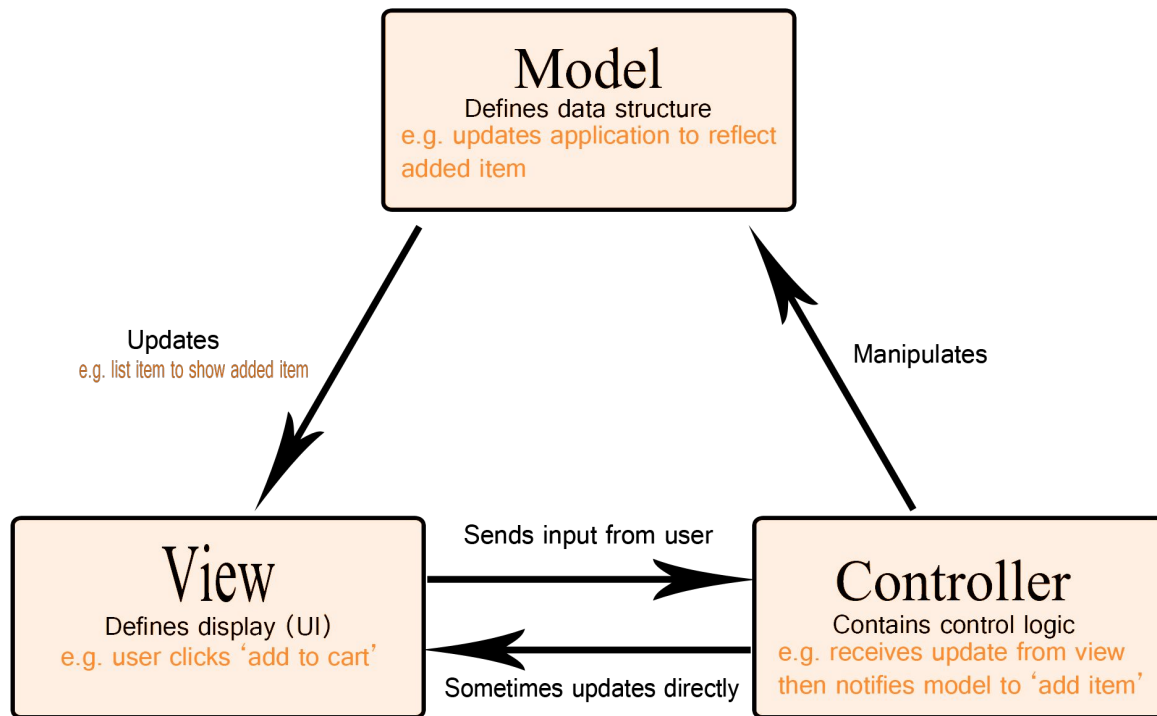 Model
Defines data structure
e.g. updates application to reflect
added item
Updates
e.g. list item to show added item
Manipulates
Sends input from user
View
Defines display (UI)
e.g. user clicks ‘add to cart’
Controller
Contains control logic
e.g. receives update from view
then notifies model to ‘add item’
Sometimes updates directly